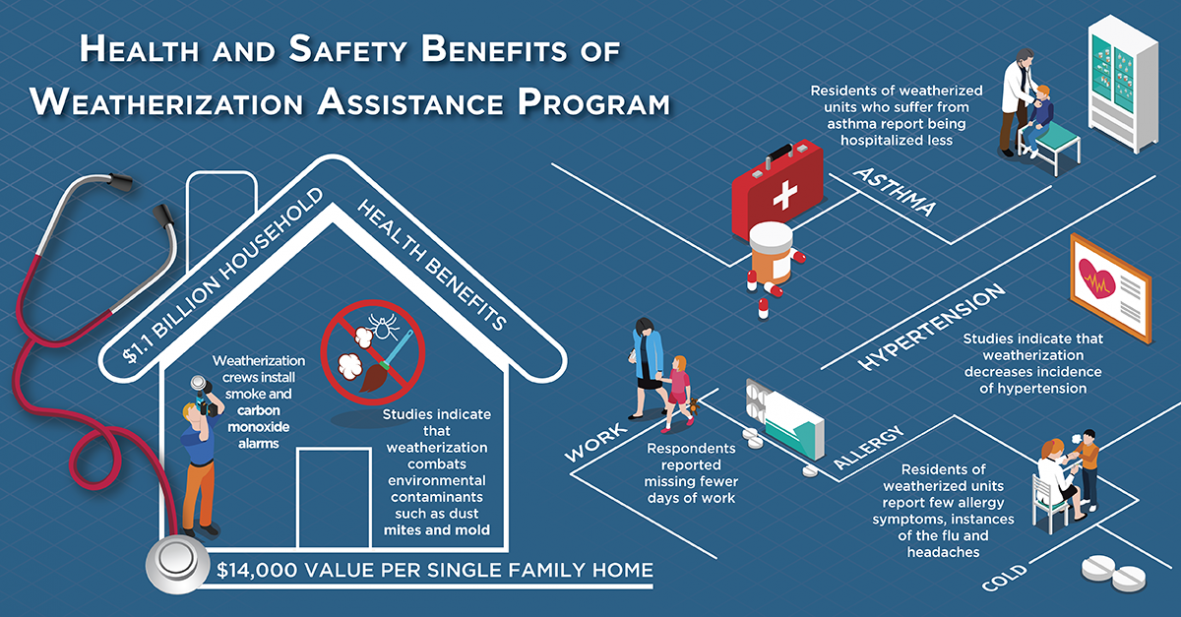 HEALTH AND SAFETY BENEFITS OF
WEATHERIZATION ASSISTANCE PROGRAM
$1.1 BILLION HOUSEHOLD
HEALTH BENEFITS
Weatherization
crews install
smoke and
carbon
monoxide
alarms
Studies indicate
that
weatherization
combats
environmental
contaminants
such as dust
mites and mold
$14,000 VALUE PER SINGLE FAMILY HOME
Residents of weatherized
units who suffer from
asthma report being
hospitalized less
ASTHMA
HYPERTENSION
Studies indicate that
weatherization
decreases incidence
of hypertension
WORK
Respondents
reported
missing fewer
days of work
ALLERGY
Residents of
weatherized units
report few allergy
symptoms, instances
of the flu and
headaches
COLD